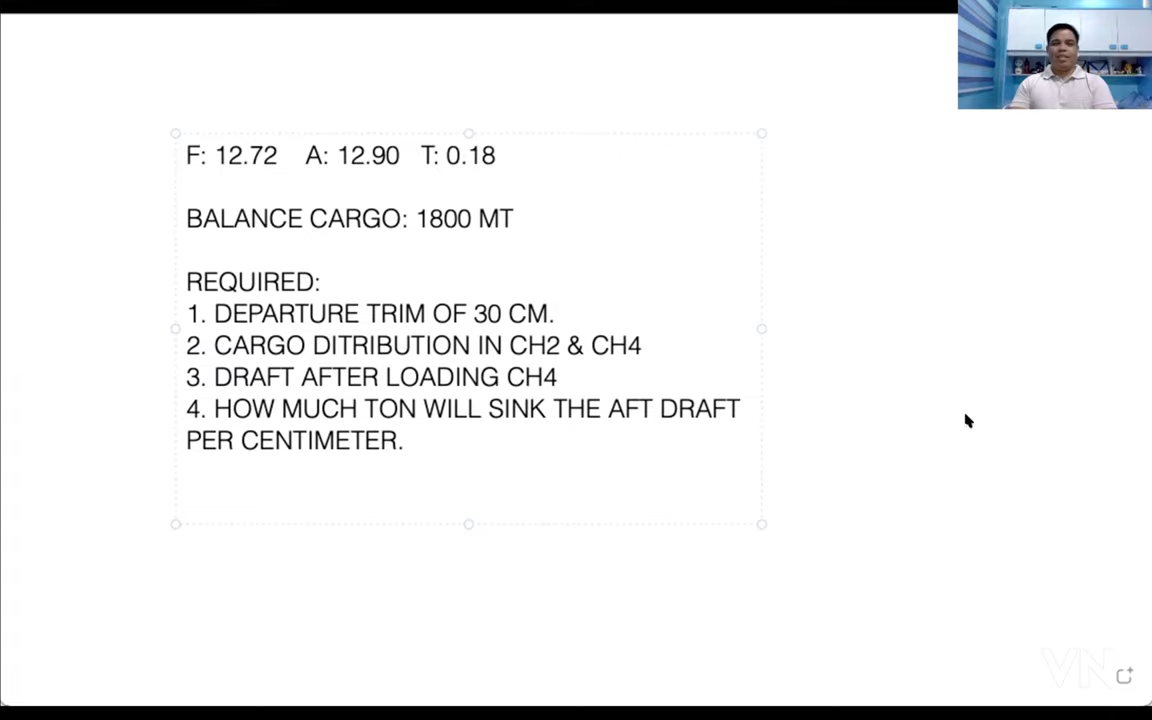 F: 12.72 A: 12.90 T: 0.18
BALANCE CARGO: 1800 MT
REQUIRED:
1. DEPARTURE TRIM OF 30 CM.
2. CARGO DITRIBUTION IN CH2 & CH4
3. DRAFT AFTER LOADING CH4
4. HOW MUCH TON WILL SINK THE AFT DRAFT
PER CENTIMETER.
VN